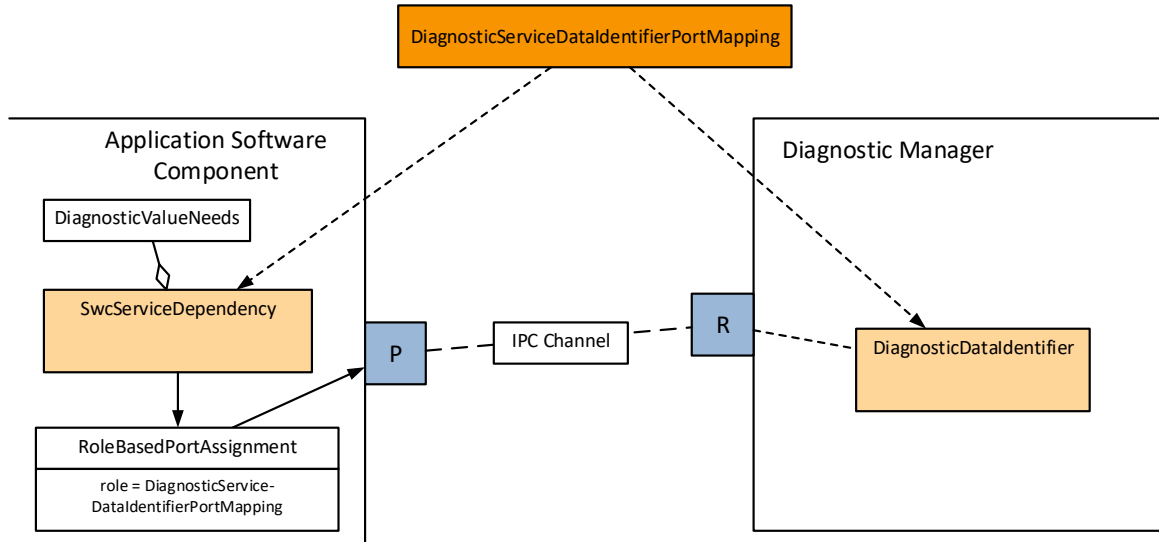 DiagnosticServiceDataIdentifierPortMapping
Application Software
Component
Diagnostic Manager
DiagnosticValueNeeds
SwcServiceDependency
P
IPC Channel
R
DiagnosticDataIdentifier
RoleBasedPortAssignment
role = DiagnosticService-
DataIdentifierPortMapping